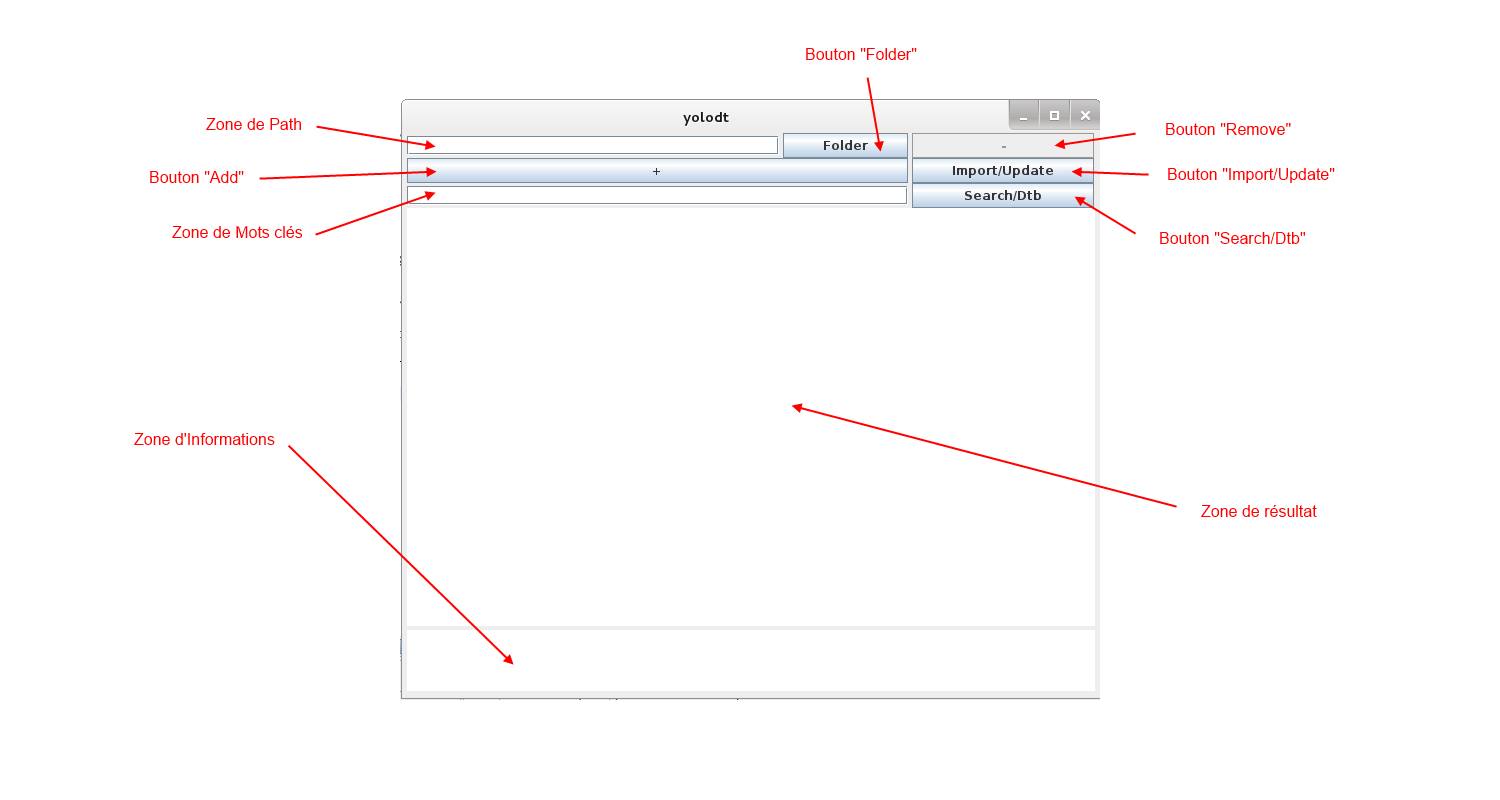 Bouton "Folder"
yolodt
Zone de Path
Folder
-
Bouton "Remove"
Bouton "Add"
+
Import/Update
Bouton "Import/Update"
Search/Dtb
Zone de Mots clés
Bouton "Search/Dtb"
Zone d'Informations
Zone de résultat